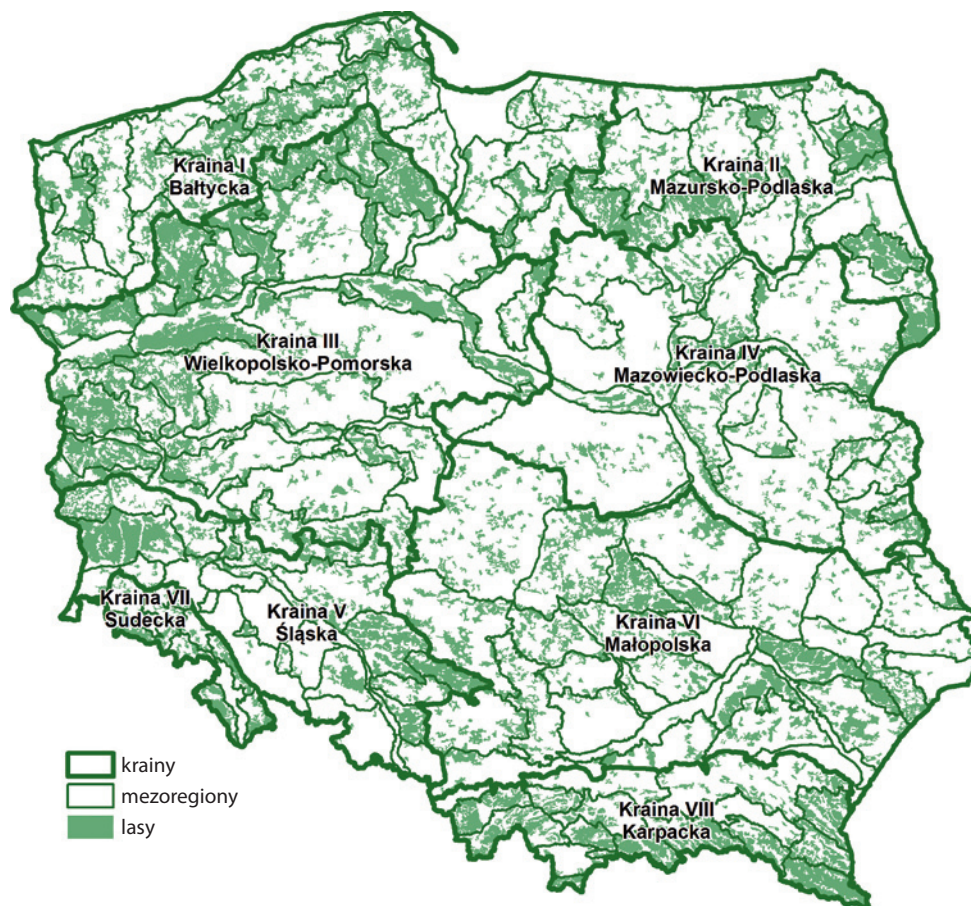 Kraina I
Bałtycka
Kraina II
Mazursko-Podlaska
Kraina III
Wielkopolsko-Pomorska
Kraina IV
Mazowiecko-Podlaska
Kraina VII
Sudecka
Kraina V
Śląska
Kraina VI
Małopolska
krainy
mezoregiony
lasy
Kraina VIII
Karpacka